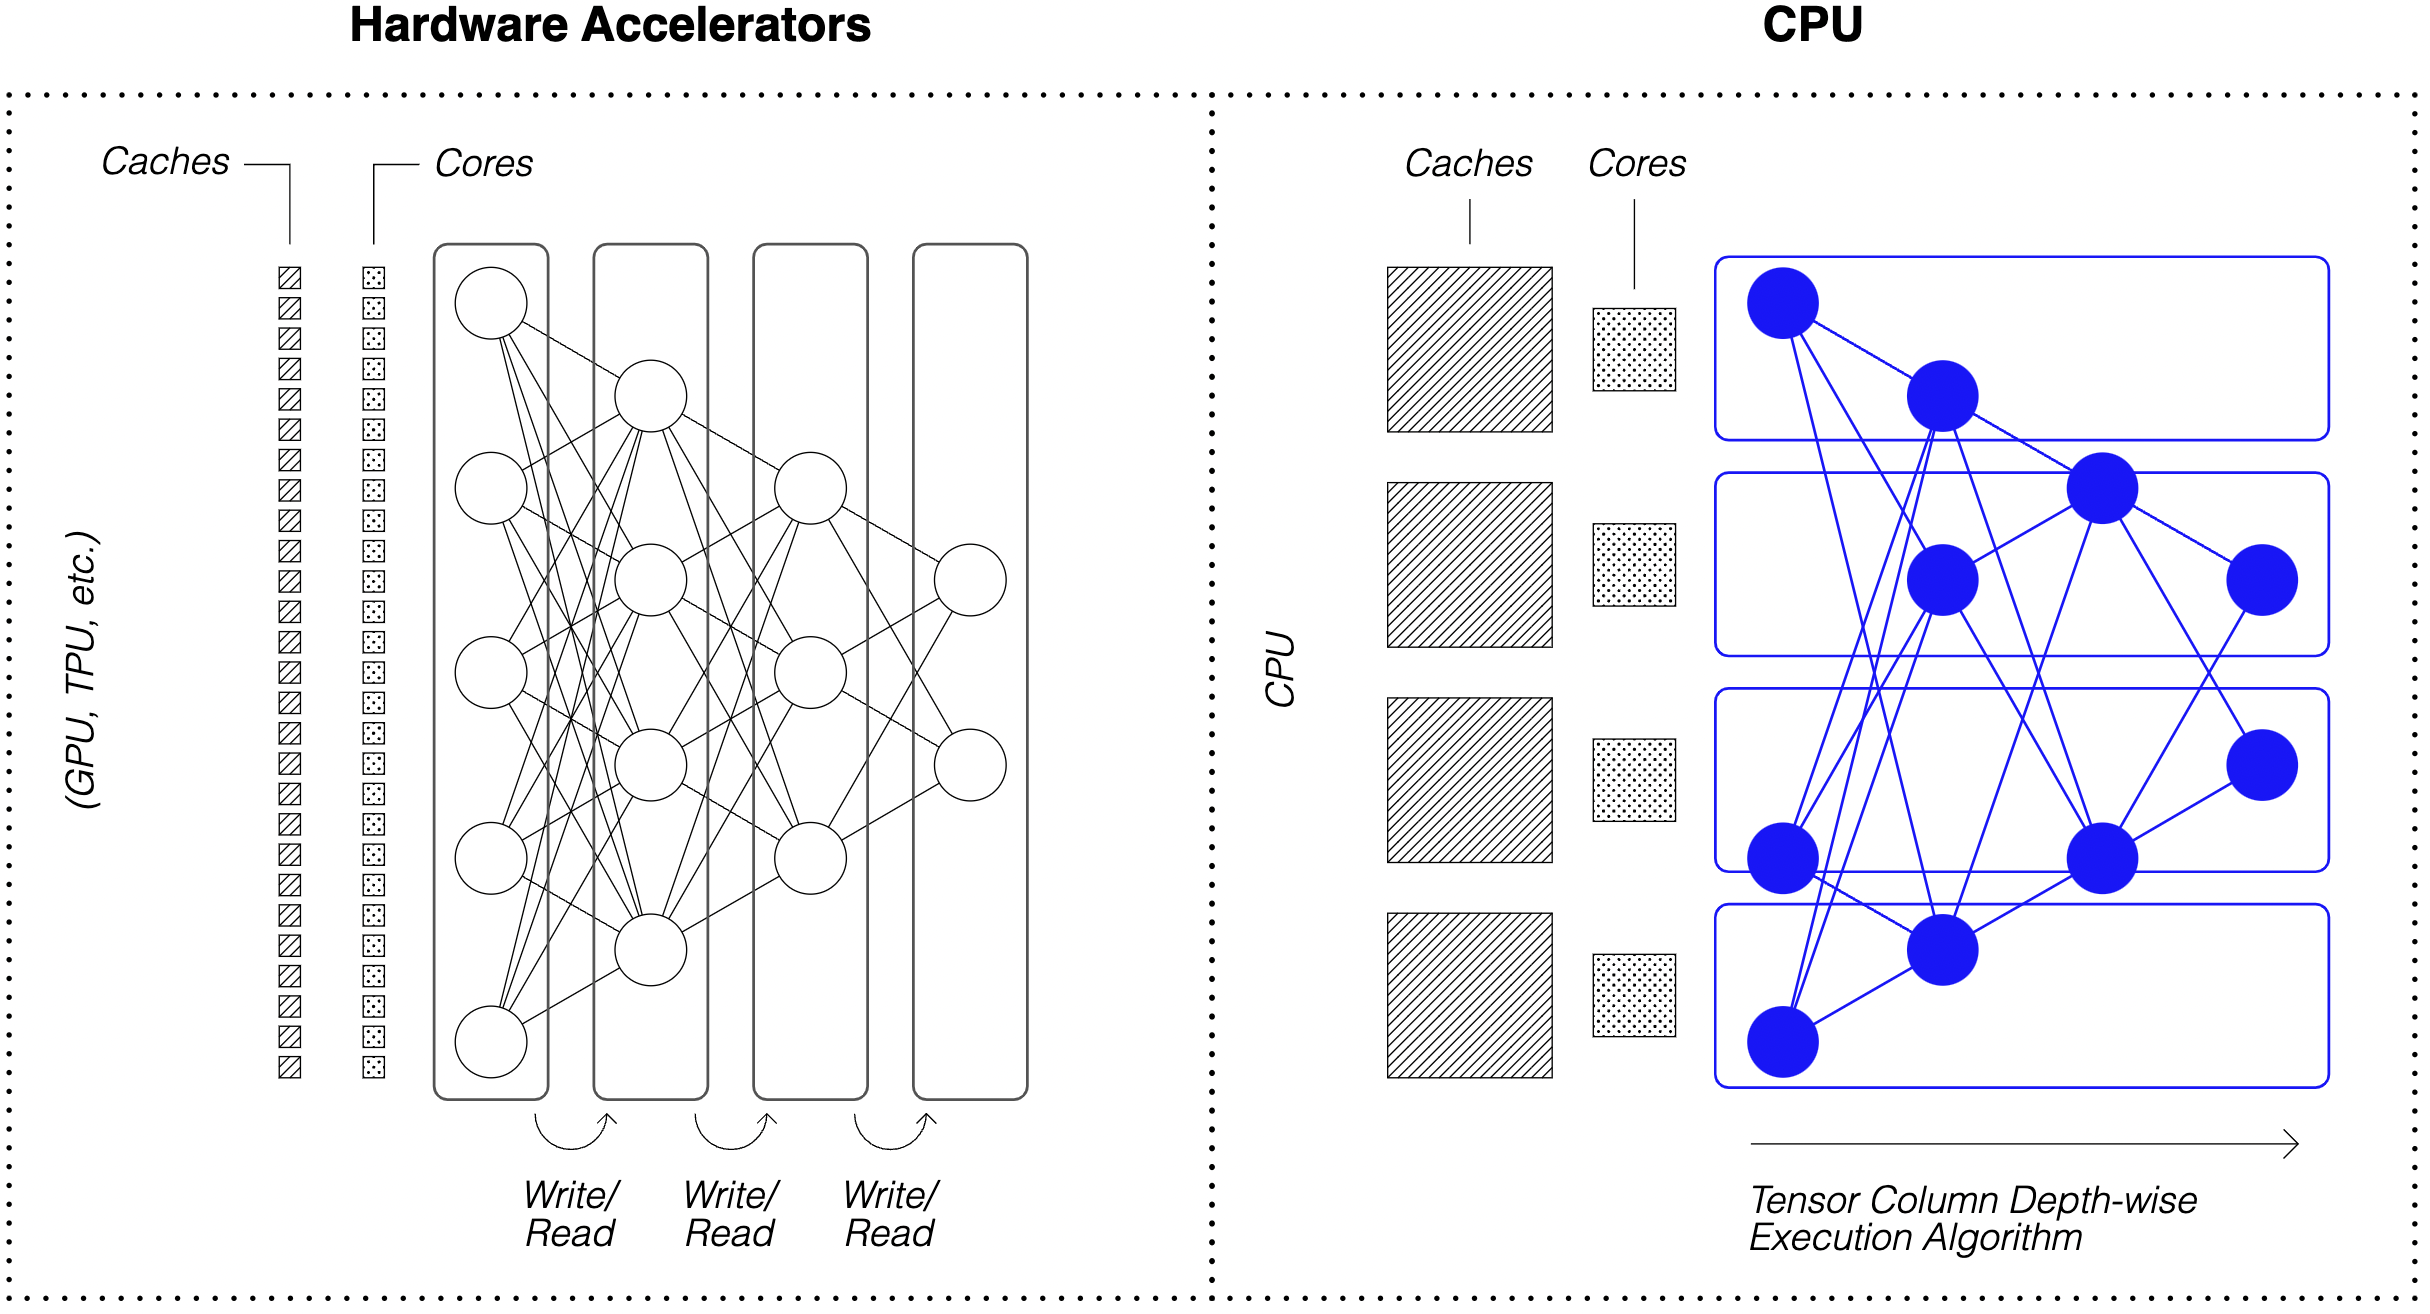 Hardware Accelerators
CPU
Caches
Cores
(GPU, TPU, etc.)
Write/
Read
Write/
Read
Write/
Read
Caches
Cores
CPU
Tensor Column Depth-wise
Execution Algorithm